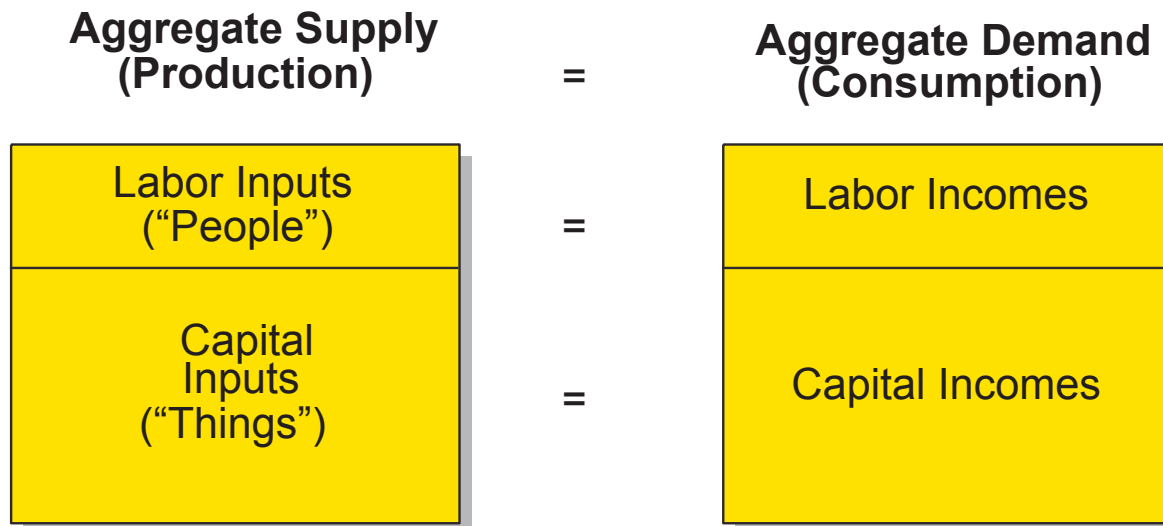 Aggregate Supply
(Production)
=
Aggregate Demand
(Consumption)
Labor Inputs
(“People”)
=
Labor Incomes
Capital
Inputs
(“Things”)
=
Capital Incomes